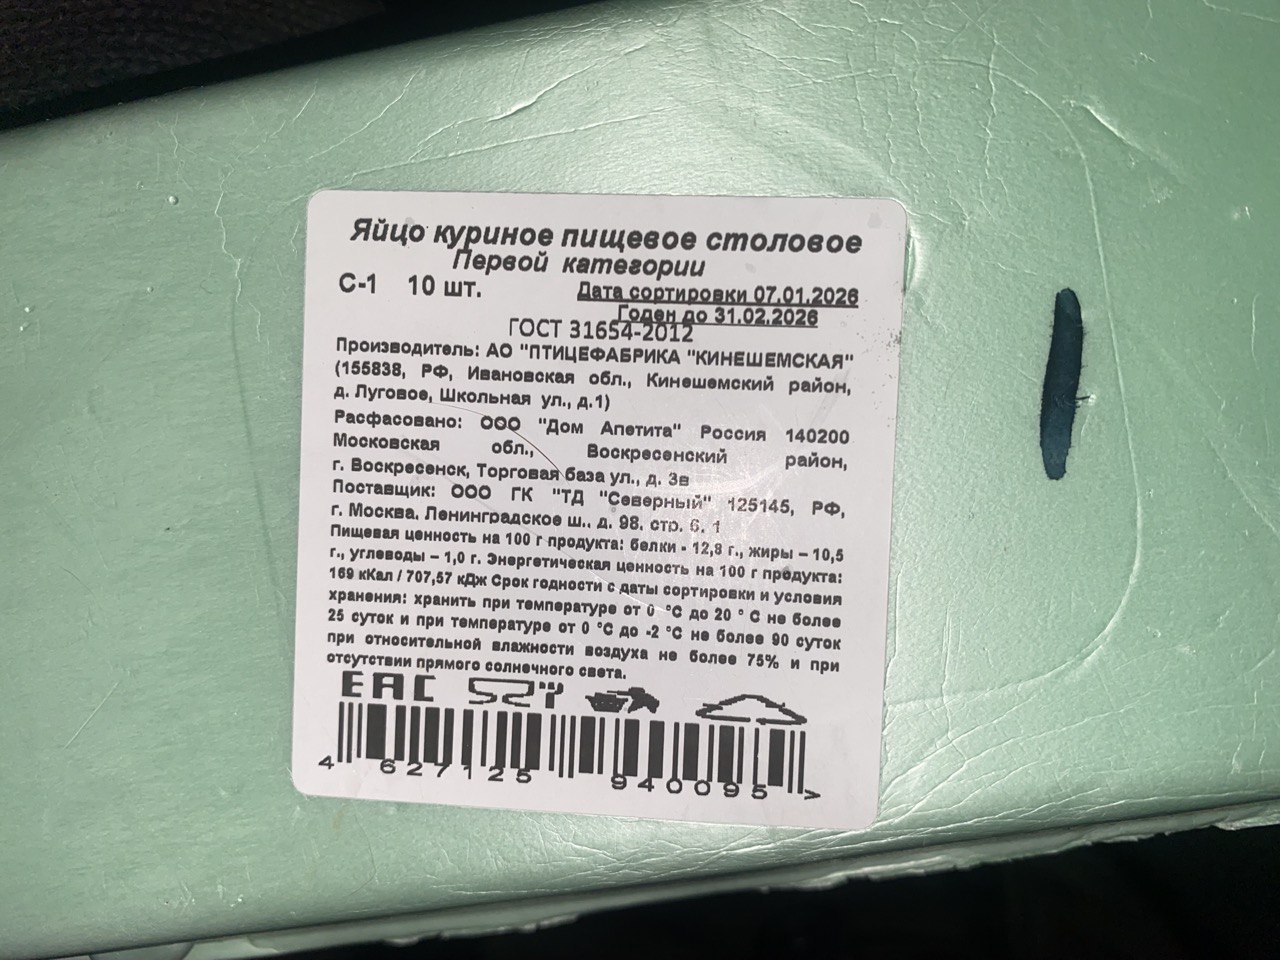 Яйцо куриное пищевое столовое
Первой категории
С-1 10 шт.
Дата сортировки 07.01.2026
Годен до 31.02.2026
ГОСТ 31654-2012
Производитель: АО "ПТИЦЕФАБРИКА "КИНЕШЕМСКАЯ"
(155838, РФ, Ивановская обл., Кинешемский район,
д. Луговое, Школьная ул., д.1)
Расфасовано: ООО "Дом Апетита" Россия 140200
Московская обл., Воскресенский район,
г. Воскресенск, Торговая база ул., д. 3в
Поставщик: ООО ГК "ТД "Северный" 125145, РФ,
г. Москва, Ленинградское ш., д. 98, стр. 6. 1
Пищевая ценность на 100 г продукта: белки - 12,8 г., жиры – 10,5
г., углеводы – 1,0 г. Энергетическая ценность на 100 г продукта:
169 кКал / 707,57 кДж Срок годности с даты сортировки и условия
хранения: хранить при температуре от 0 °С до 20 ° С не более
25 суток и при температуре от 0 °С до -2 °С не более 90 суток
при относительной влажности воздуха не более 75% и при
отсутствии прямого солнечного света.
ЕАС
4 627125 940095 >